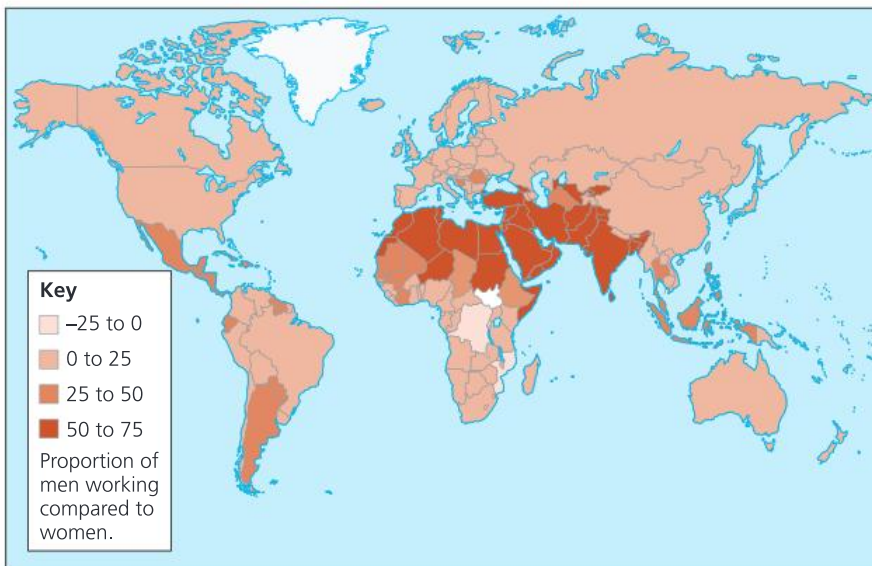 Key
–25 to 0
0 to 25
25 to 50
50 to 75
Proportion of
men working
compared to
women.